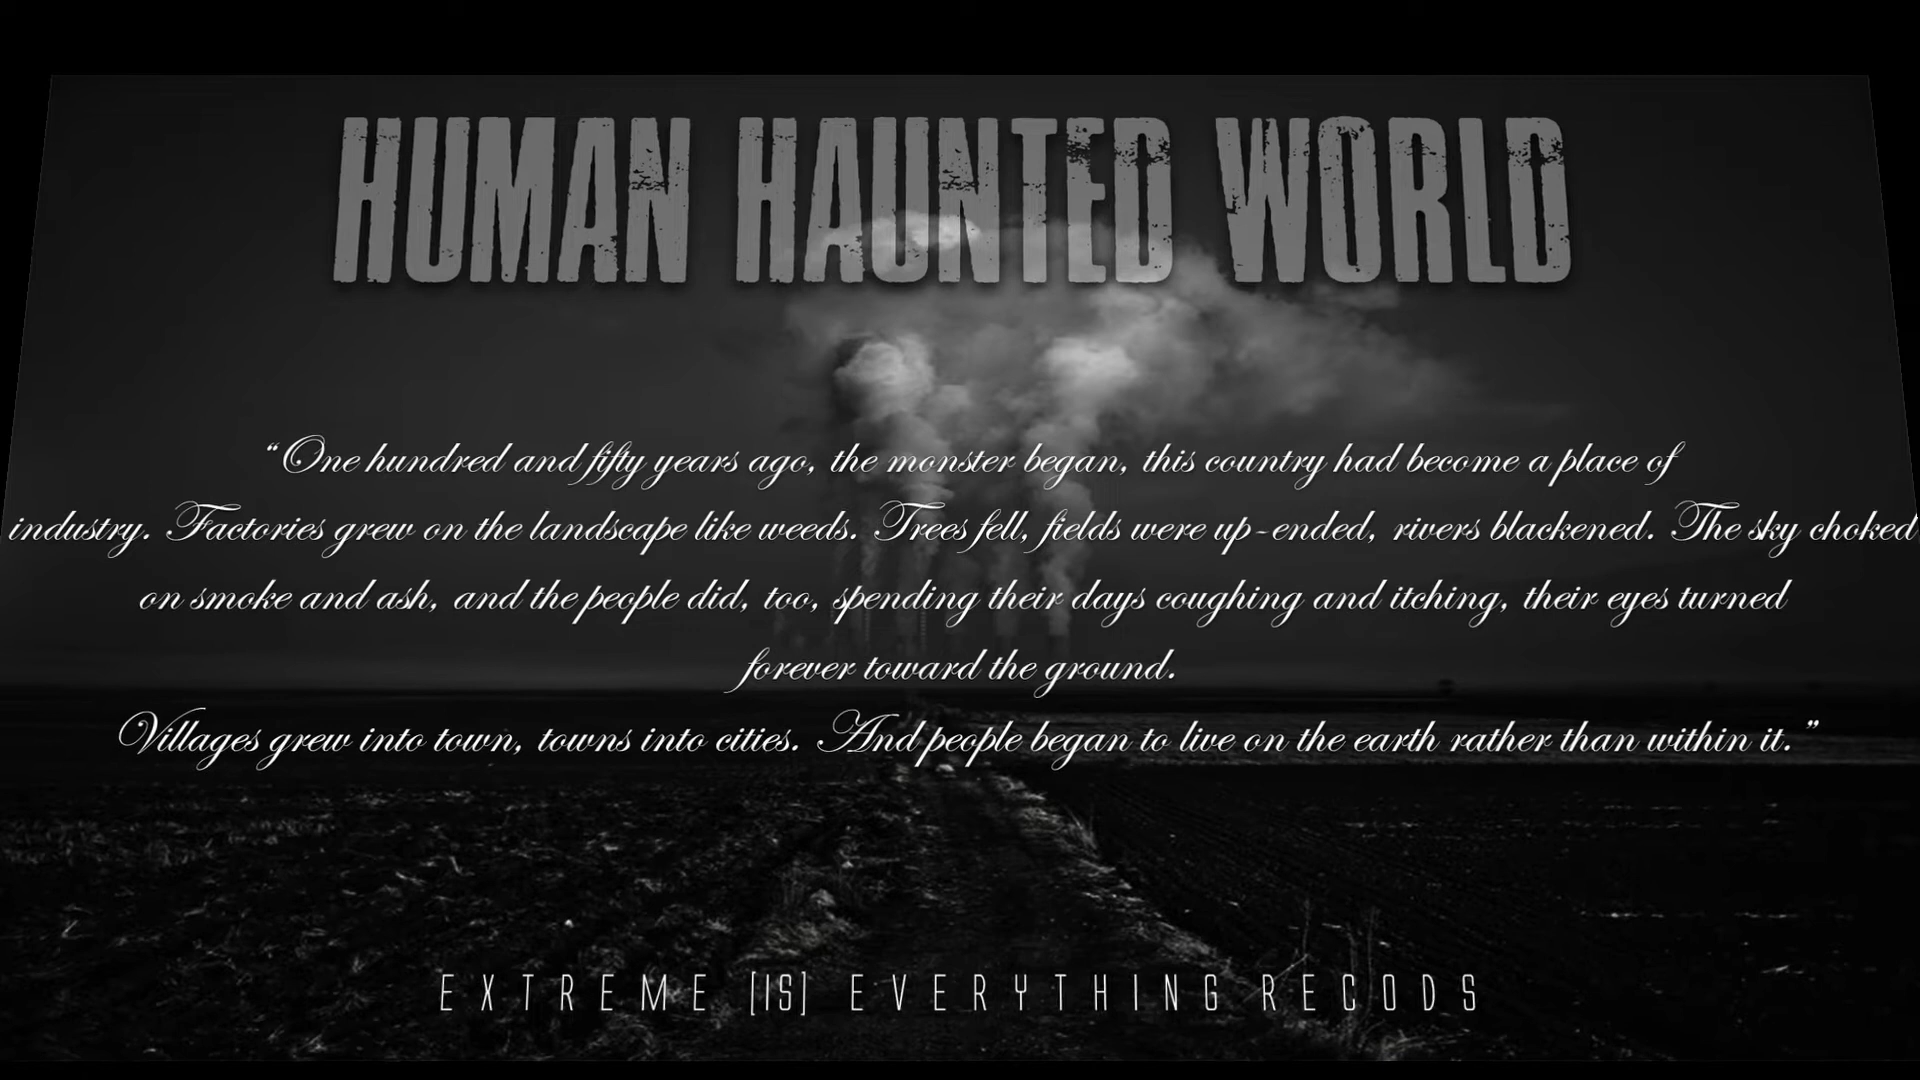 HUMAN HAUNTED WORLD
“One hundred and fifty years ago, the monster began, this country had become a place of
industry. Factories grew on the landscape like weeds. Trees fell, fields were up-ended, rivers blackened. The sky choked
on smoke and ash, and the people did, too, spending their days coughing and itching, their eyes turned
forever toward the ground.
Villages grew into town, towns into cities. And people began to live on the earth rather than within it.”
EXTREME [IS] EVERYTHING RECODS